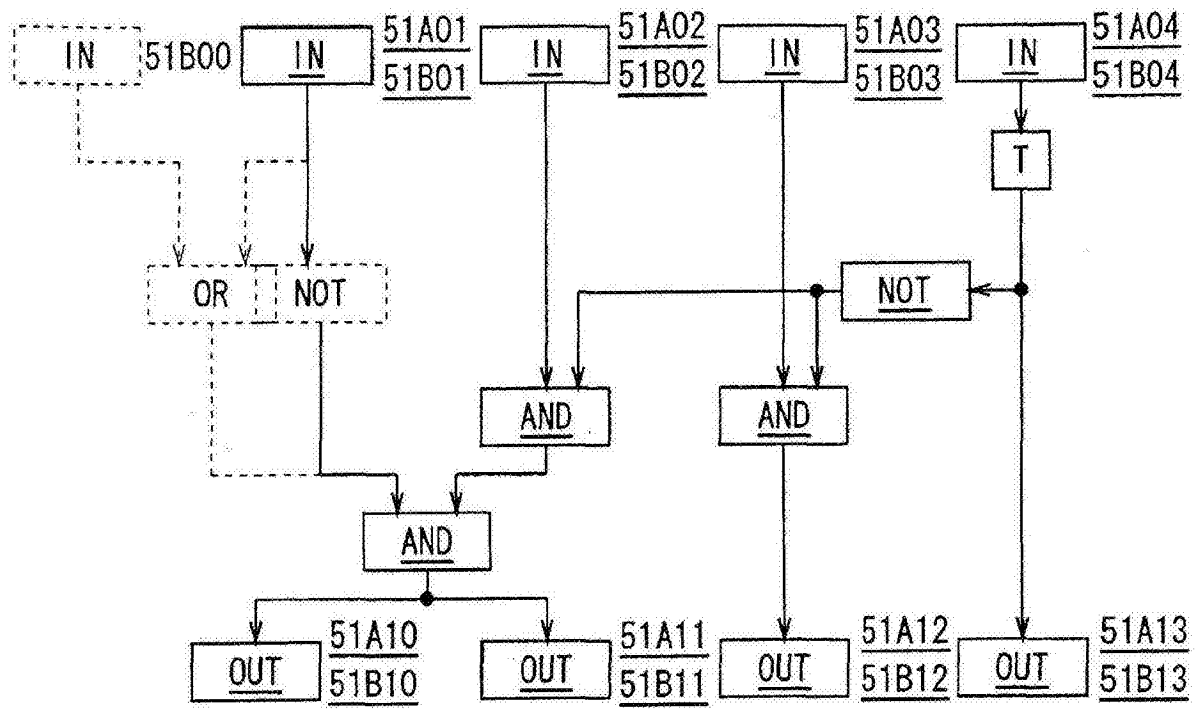 IN 51B00 IN 51A01 51B01 IN 51A02 51B02 IN 51A03 51B03 IN 51A04 51B04
T
OR NOT NOT
AND AND
AND
OUT 51A10 51B10 OUT 51A11 51B11 OUT 51A12 51B12 OUT 51A13 51B13